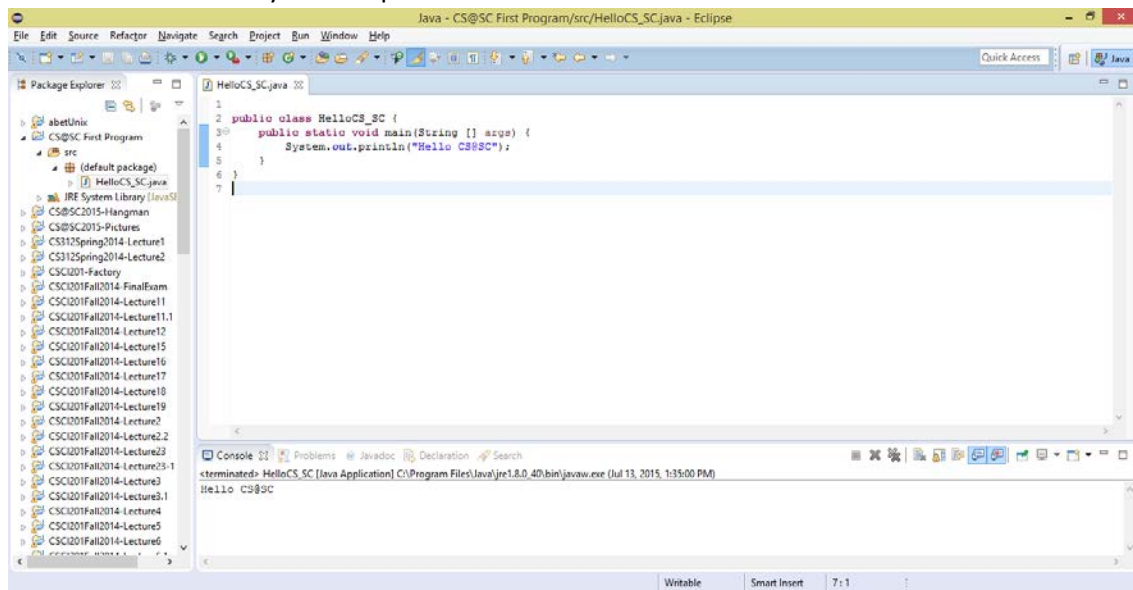 Java - CS@SC First Program/src/HelloCS_SC.java - Eclipse
File Edit Source Refactor Navigate Search Project Run Window Help
Quick Access Java
Package Explorer
HelloCS_SC.java
abetUnix
CS@SC First Program
src
(default package)
HelloCS_SC.java
JRE System Library [JavaSE
CS@SC2015-Hangman
CS@SC2015-Pictures
CS312Spring2014-Lecture1
CS312Spring2014-Lecture2
CSCI201-Factory
CSCI201Fall2014-FinalExam
CSCI201Fall2014-Lecture11
CSCI201Fall2014-Lecture11.1
CSCI201Fall2014-Lecture12
CSCI201Fall2014-Lecture15
CSCI201Fall2014-Lecture16
CSCI201Fall2014-Lecture17
CSCI201Fall2014-Lecture18
CSCI201Fall2014-Lecture19
CSCI201Fall2014-Lecture2
CSCI201Fall2014-Lecture2.2
CSCI201Fall2014-Lecture23
CSCI201Fall2014-Lecture23-1
CSCI201Fall2014-Lecture3
CSCI201Fall2014-Lecture3.1
CSCI201Fall2014-Lecture4
CSCI201Fall2014-Lecture5
CSCI201Fall2014-Lecture6
1
2 public class HelloCS_SC {
3 public static void main(String [] args) {
4 System.out.println("Hello CS@SC");
5 }
6 }
7
Console Problems Javadoc Declaration Search
<terminated> HelloCS_SC [Java Application] C:\Program Files\Java\jre1.8.0_40\bin\javaw.exe (Jul 13, 2015, 1:35:00 PM)
Hello CS@SC
Writable Smart Insert 7 : 1